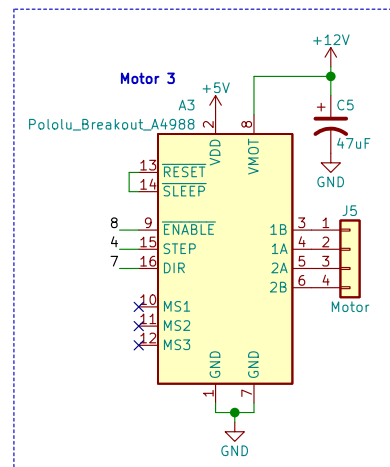 +12V
Motor 3
+5V
A3
Pololu_Breakout_A4988
C5
47uF
GND
2
8
VDD
VMOT
13 RESET
14 SLEEP
8 9 ENABLE
4 15 STEP
7 16 DIR
10 MS1
11 MS2
12 MS3
1B 3 1
1A 4 2
2A 5 3
2B 6 4
J5
Motor
GND
GND
1
7
GND